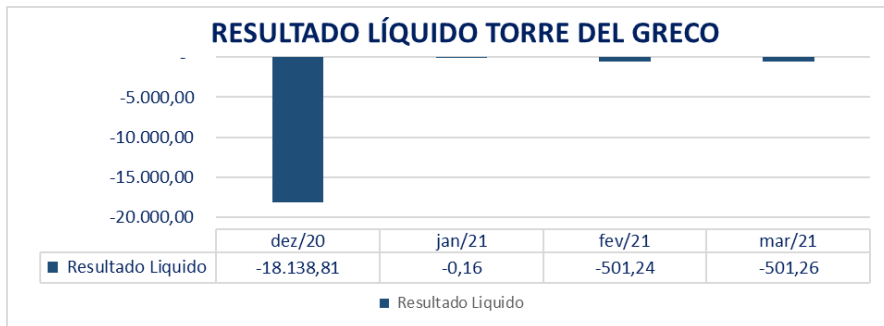 RESULTADO LÍQUIDO TORRE DEL GRECO
-
-5.000,00
-10.000,00
-15.000,00
-20.000,00
dez/20 jan/21 fev/21 mar/21
Resultado Liquido -18.138,81 -0,16 -501,24 -501,26
Resultado Liquido